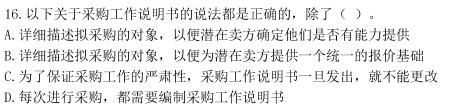 16.以下关于采购工作说明书的说法都是正确的，除了（ ）。
A.详细描述拟采购的对象，以便潜在卖方确定他们是否有能力提供
B.详细描述拟采购的对象，以便为潜在卖方提供一个统一的报价基础
C.为了保证采购工作的严肃性，采购工作说明书一旦发出，就不能更改
D.每次进行采购，都需要编制采购工作说明书